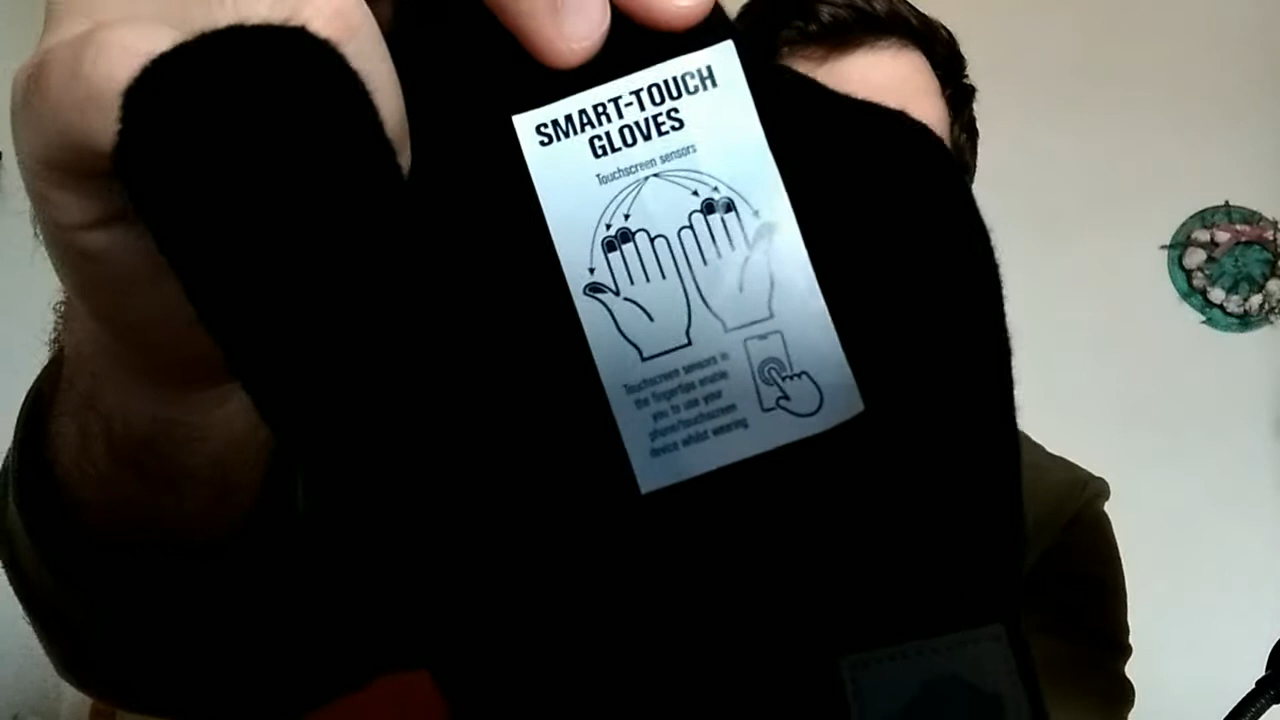 SMART-TOUCH
GLOVES
Touchscreen sensors
Touchscreen sensors in
the fingertips enable
you to use your
phone/touchscreen
device whilst wearing